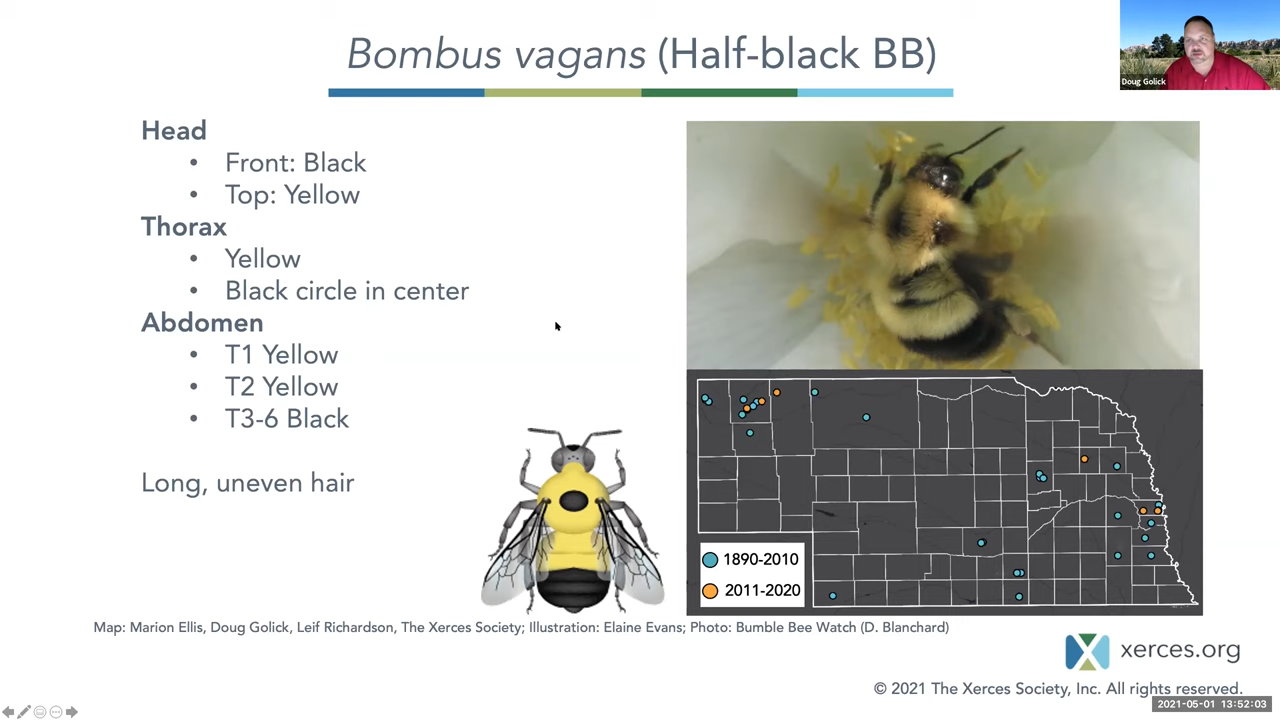 Bombus vagans (Half-black BB)
Doug Golick
Head
• Front: Black
• Top: Yellow
Thorax
• Yellow
• Black circle in center
Abdomen
• T1 Yellow
• T2 Yellow
• T3-6 Black
Long, uneven hair
1890-2010
2011-2020
Map: Marion Ellis, Doug Golick, Leif Richardson, The Xerces Society; Illustration: Elaine Evans; Photo: Bumble Bee Watch (D. Blanchard)
xerces.org
© 2021 The Xerces Society, Inc. All rights reserved.
2021-05-01 13:52:03